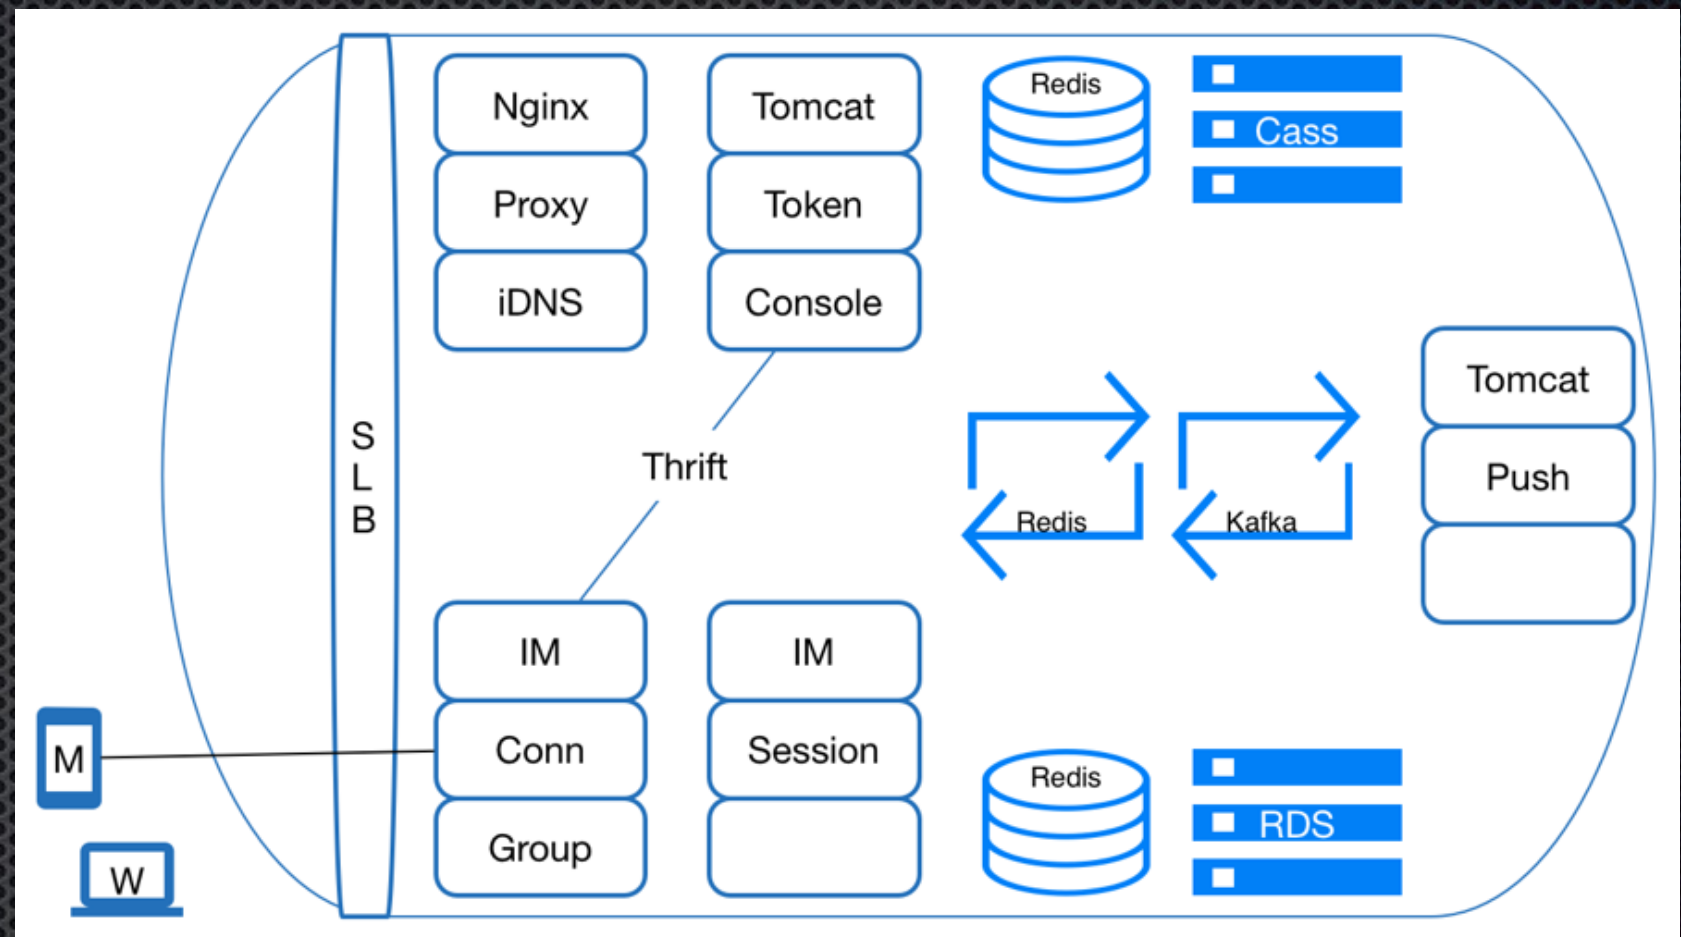 Nginx
Proxy
iDNS
Tomcat
Token
Console
Redis
Cass
S
L
B
Thrift
Redis
Kafka
Tomcat
Push
IM
Conn
Group
IM
Session
Redis
RDS
M
W